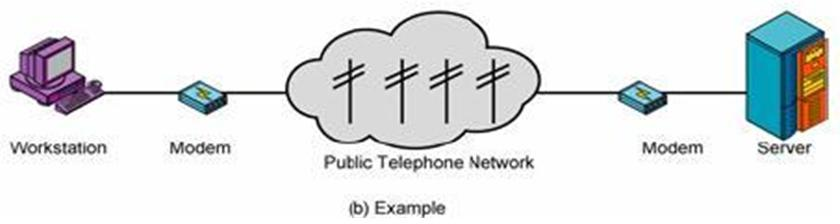 Workstation
Modem
Public Telephone Network
Modem
Server
(b) Example